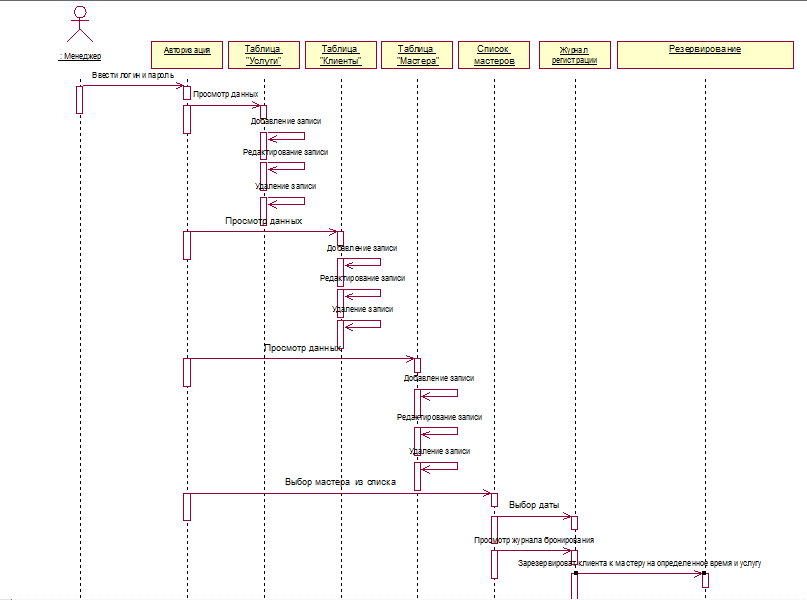 : Менеджер
Авторизация
Таблица
"Услуги"
Таблица
"Клиенты"
Таблица
"Мастера"
Список
мастеров
Журнал
регистрации
Резервирование
Ввести логин и пароль
Просмотр данных
Добавление записи
Редактирование записи
Удаление записи
Просмотр данных
Добавление записи
Редактирование записи
Удаление записи
Просмотр данных
Добавление записи
Редактирование записи
Удаление записи
Выбор мастера из списка
Выбор даты
Просмотр журнала бронирования
Зарезервироват клиента к мастеру на определенное время и услугу